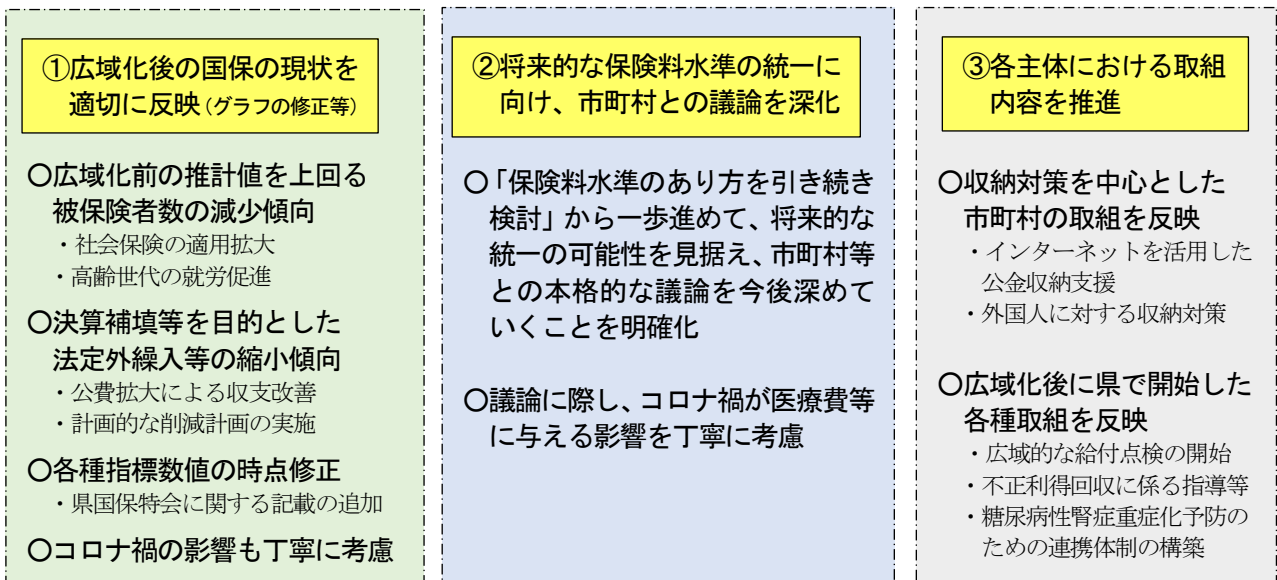 ①広域化後の国保の現状を
適切に反映(グラフの修正等)
○広域化前の推計値を上回る
被保険者数の減少傾向
・社会保険の適用拡大
・高齢世代の就労促進
○決算補填等を目的とした
法定外繰入等の縮小傾向
・公費拡大による収支改善
・計画的な削減計画の実施
○各種指標数値の時点修正
・県国保特会に関する記載の追加
○コロナ禍の影響も丁寧に考慮
②将来的な保険料水準の統一に
向け、市町村との議論を深化
○「保険料水準のあり方を引き続き
検討」から一歩進めて、将来的な
統一の可能性を見据え、市町村等
との本格的な議論を今後深めて
いくことを明確化
○議論に際し、コロナ禍が医療費等
に与える影響を丁寧に考慮
③各主体における取組
内容を推進
○収納対策を中心とした
市町村の取組を反映
・インターネットを活用した
公金収納支援
・外国人に対する収納対策
○広域化後に県で開始した
各種取組を反映
・広域的な給付点検の開始
・不正利得回収に係る指導等
・糖尿病性腎症重症化予防の
ための連携体制の構築